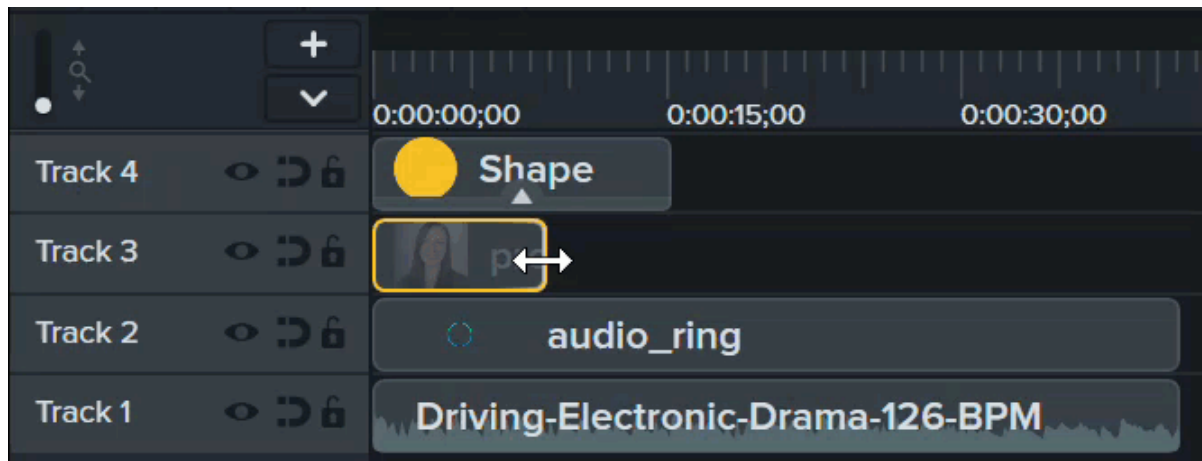 0:00:00;00 0:00:15;00 0:00:30;00
Track 4 Shape
Track 3
Track 2 audio_ring
Track 1 Driving-Electronic-Drama-126-BPM